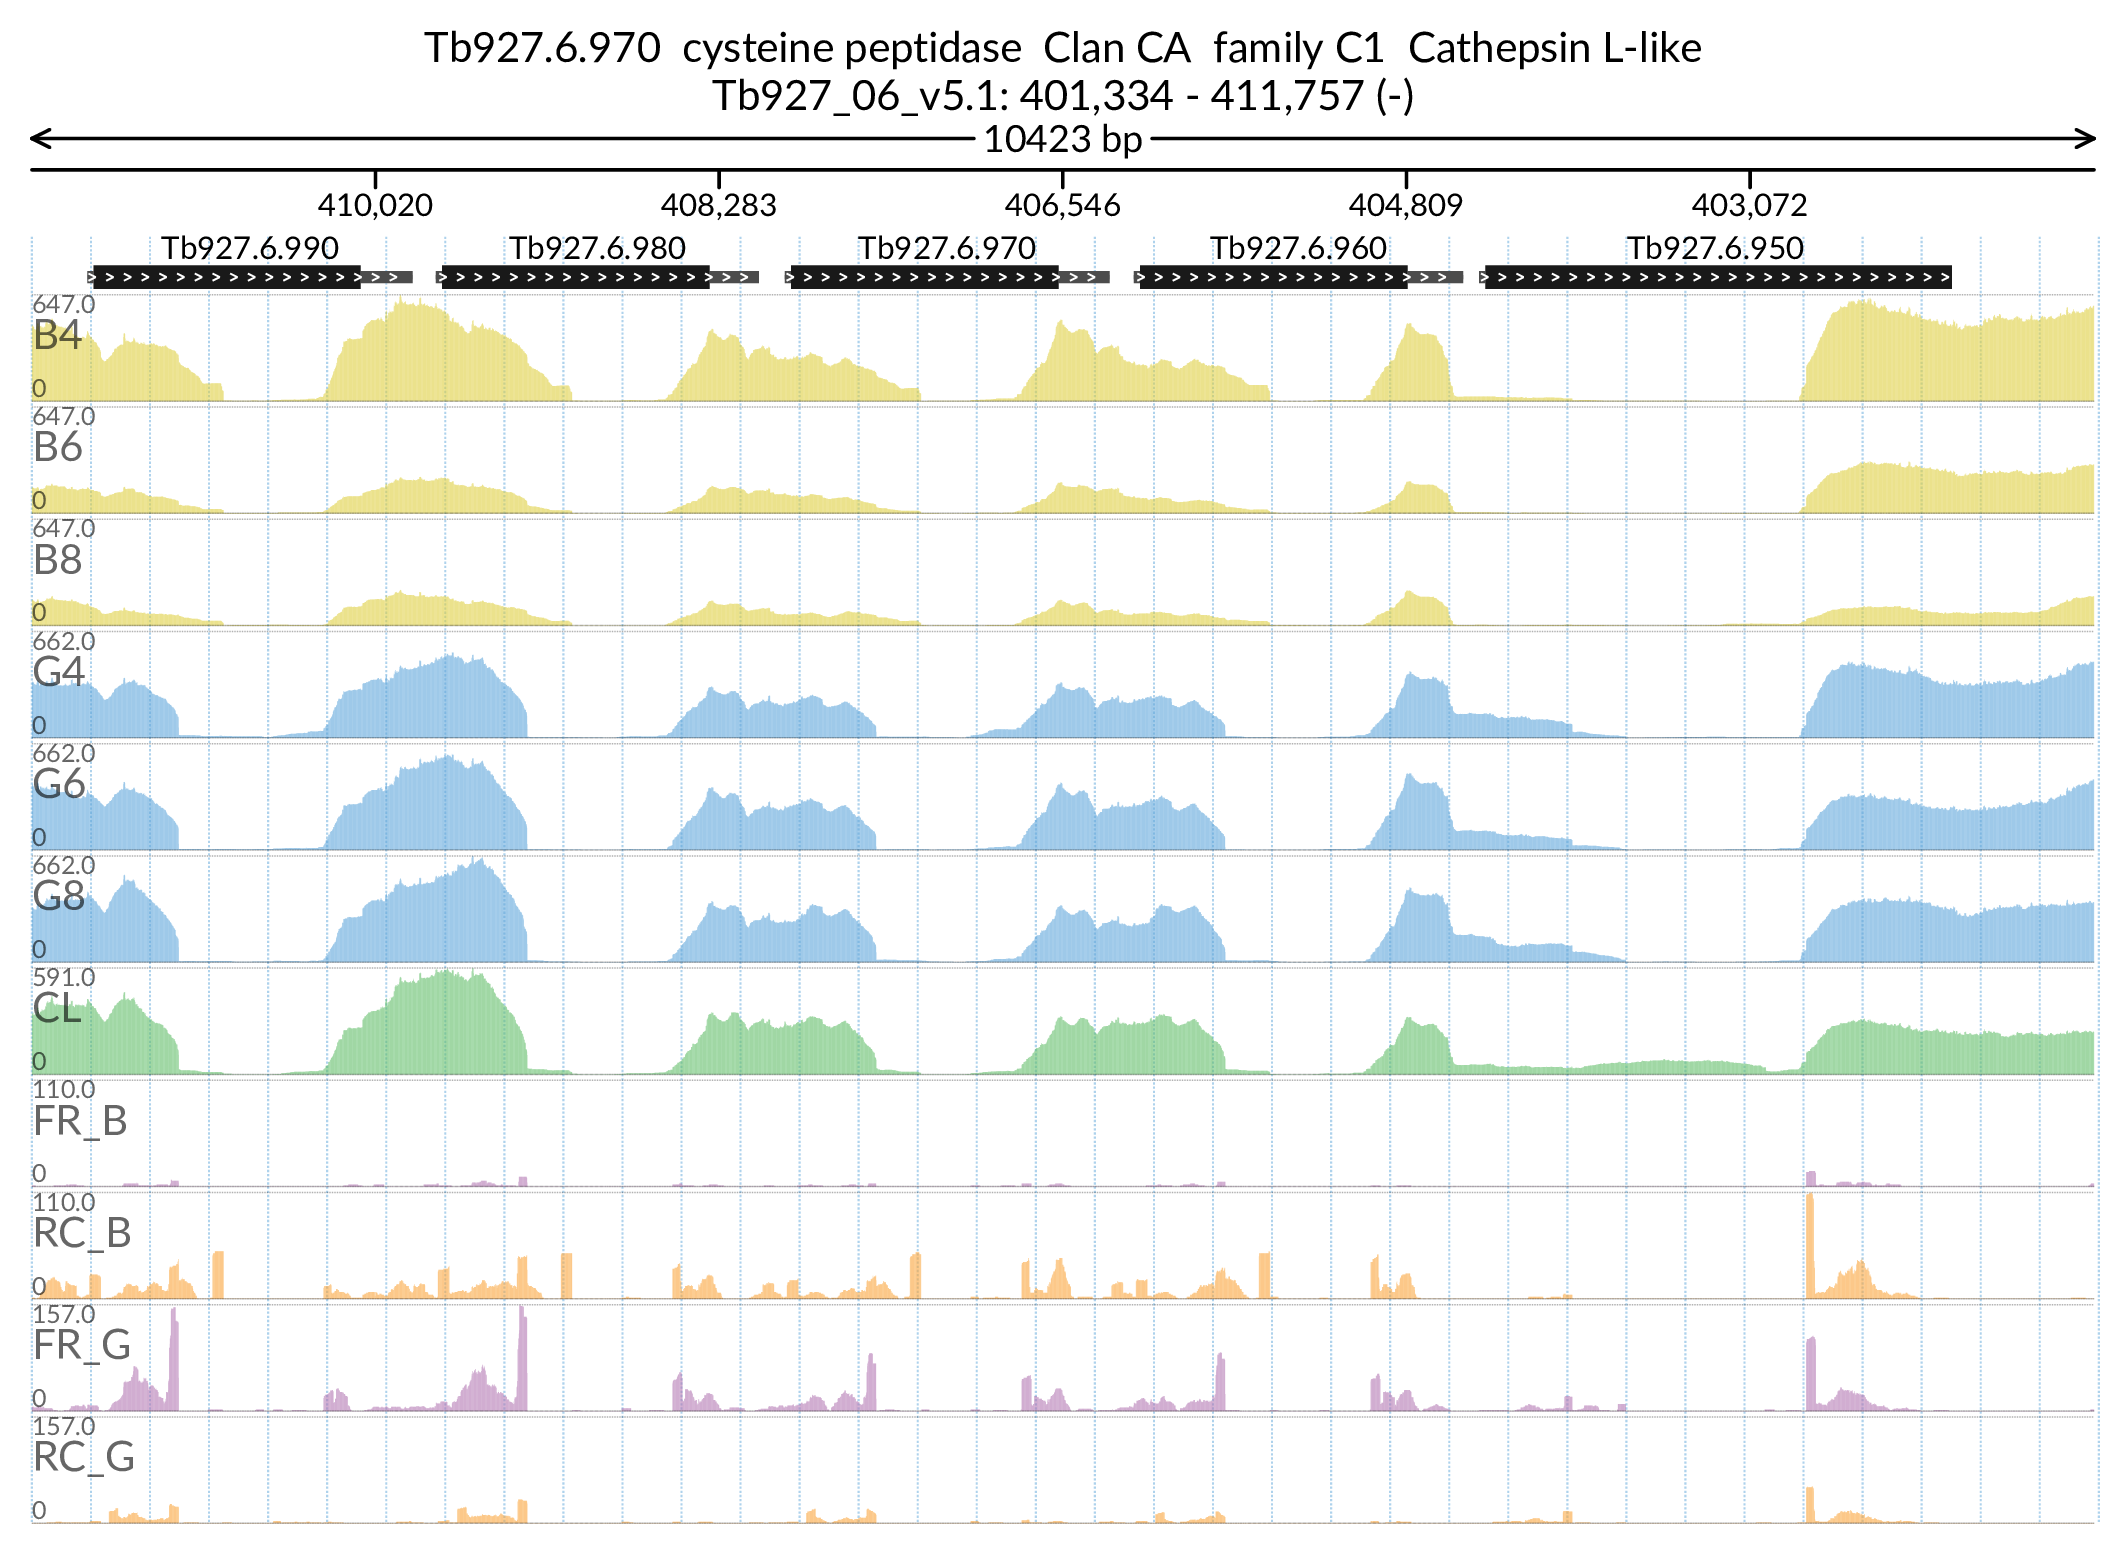 Tb927.6.970  cysteine peptidase  Clan CA  family C1  Cathepsin L-like
Tb927_06_v5.1: 401,334 - 411,757 (-)
10423 bp
410,020 408,283 406,546 404,809 403,072
Tb927.6.990 Tb927.6.980 Tb927.6.970 Tb927.6.960 Tb927.6.950
647.0
B4
0
647.0
B6
0
647.0
B8
0
662.0
G4
0
662.0
G6
0
662.0
G8
0
591.0
CL
0
110.0
FR_B
0
110.0
RC_B
0
157.0
FR_G
0
157.0
RC_G
0